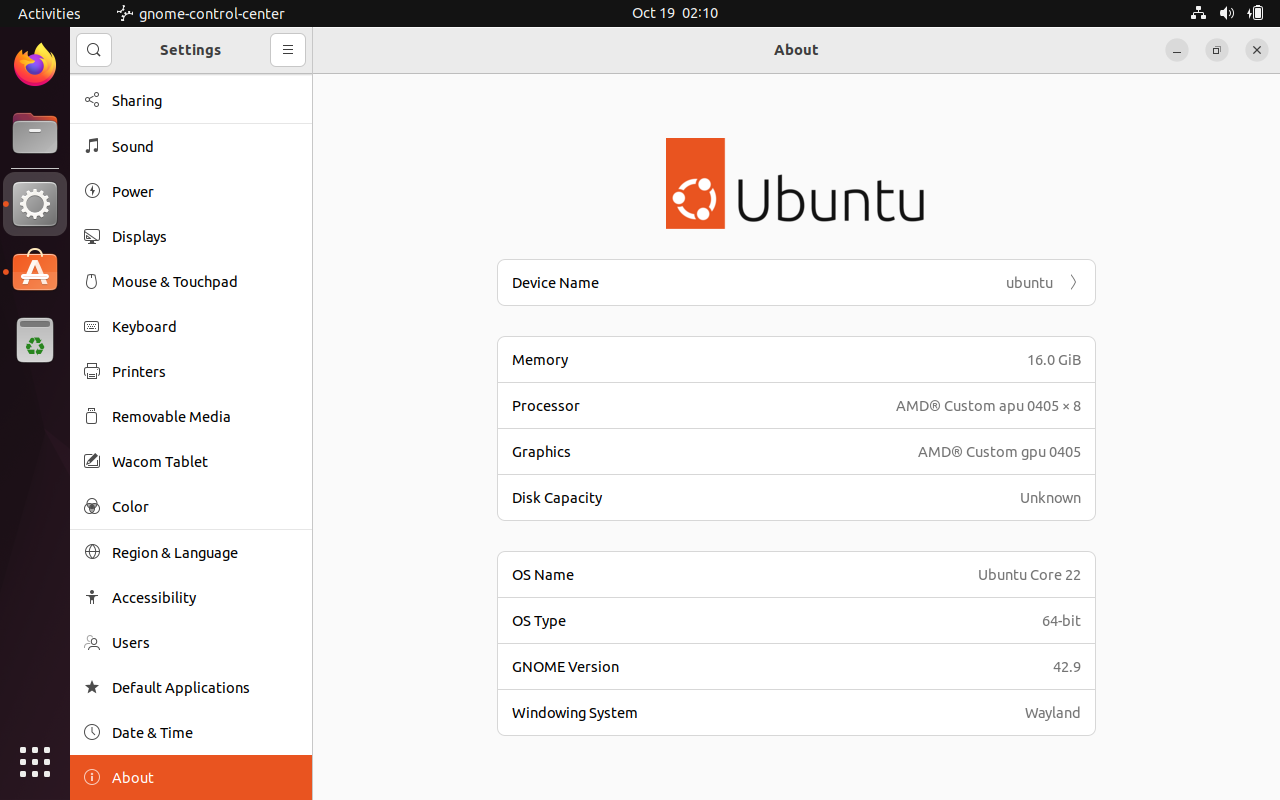 Activities
gnome-control-center
Oct 19 02:10
Settings
About
Sharing
Sound
Power
Displays
Mouse & Touchpad
Keyboard
Printers
Removable Media
Wacom Tablet
Color
Region & Language
Accessibility
Users
Default Applications
Date & Time
About
Ubuntu
Device Name ubuntu
Memory 16.0 GiB
Processor AMD® Custom apu 0405 × 8
Graphics AMD® Custom gpu 0405
Disk Capacity Unknown
OS Name Ubuntu Core 22
OS Type 64-bit
GNOME Version 42.9
Windowing System Wayland